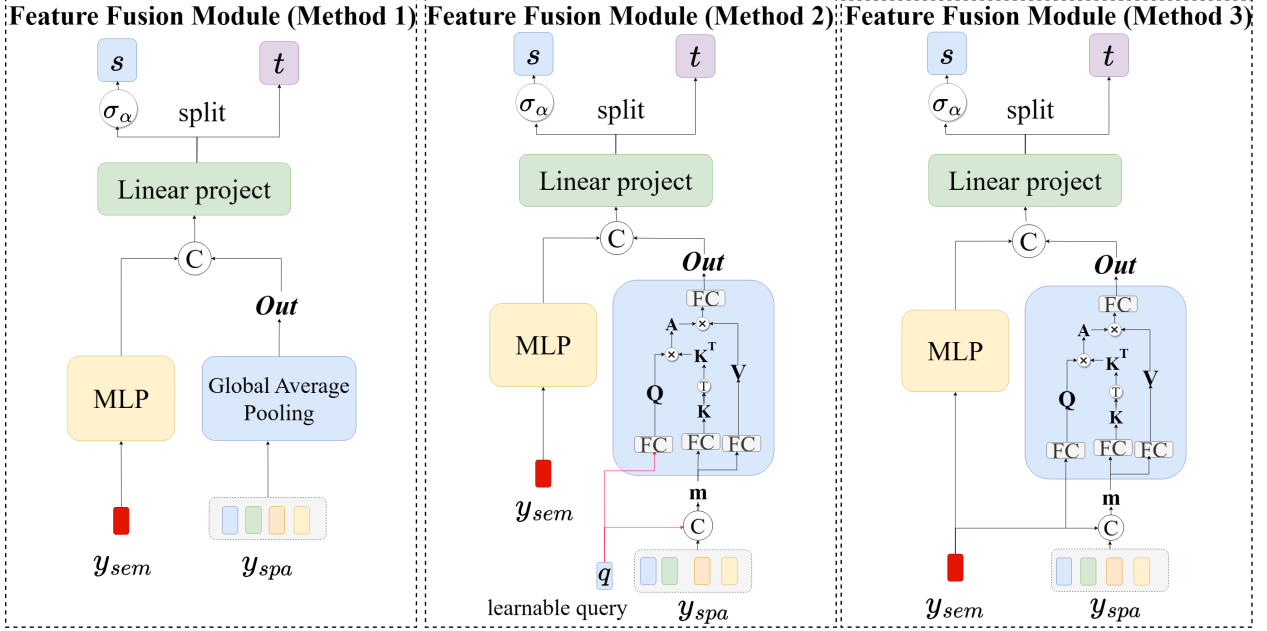 Feature Fusion Module (Method 1)
s
t
σα
split
Linear project
C
Out
MLP
Global Average
Pooling
ysem
yspa
Feature Fusion Module (Method 2)
s
t
σα
split
Linear project
C
Out
FC
MLP
A
×
×
K^T
V
Q
T
K
FC
FC
FC
m
ysem
C
q
learnable query
yspa
Feature Fusion Module (Method 3)
s
t
σα
split
Linear project
C
Out
FC
MLP
A
×
×
K^T
V
Q
T
K
FC
FC
FC
m
C
ysem
yspa